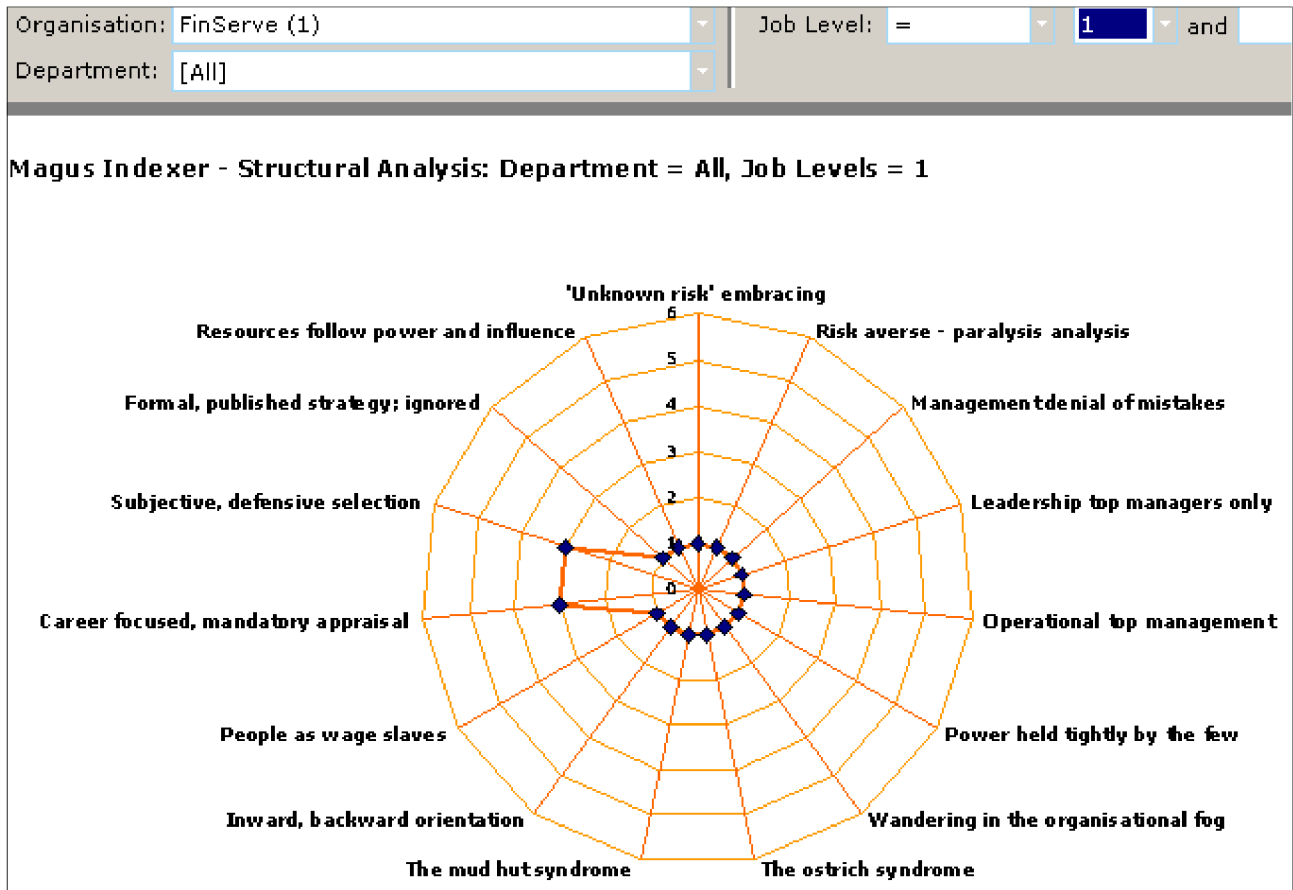 Organisation: FinServe (1) Job Level: = 1 and
Department: [All]
Magus Indexer - Structural Analysis: Department = All, Job Levels = 1
'Unknown risk' embracing
Resources follow power and influence
Risk averse - paralysis analysis
Formal, published strategy; ignored
Management denial of mistakes
Subjective, defensive selection
Leadership top managers only
Career focused, mandatory appraisal
Operational top management
People as wage slaves
Power held tightly by the few
Inward, backward orientation
Wandering in the organisational fog
The mud hut syndrome
The ostrich syndrome
6
5
4
3
2
1
0